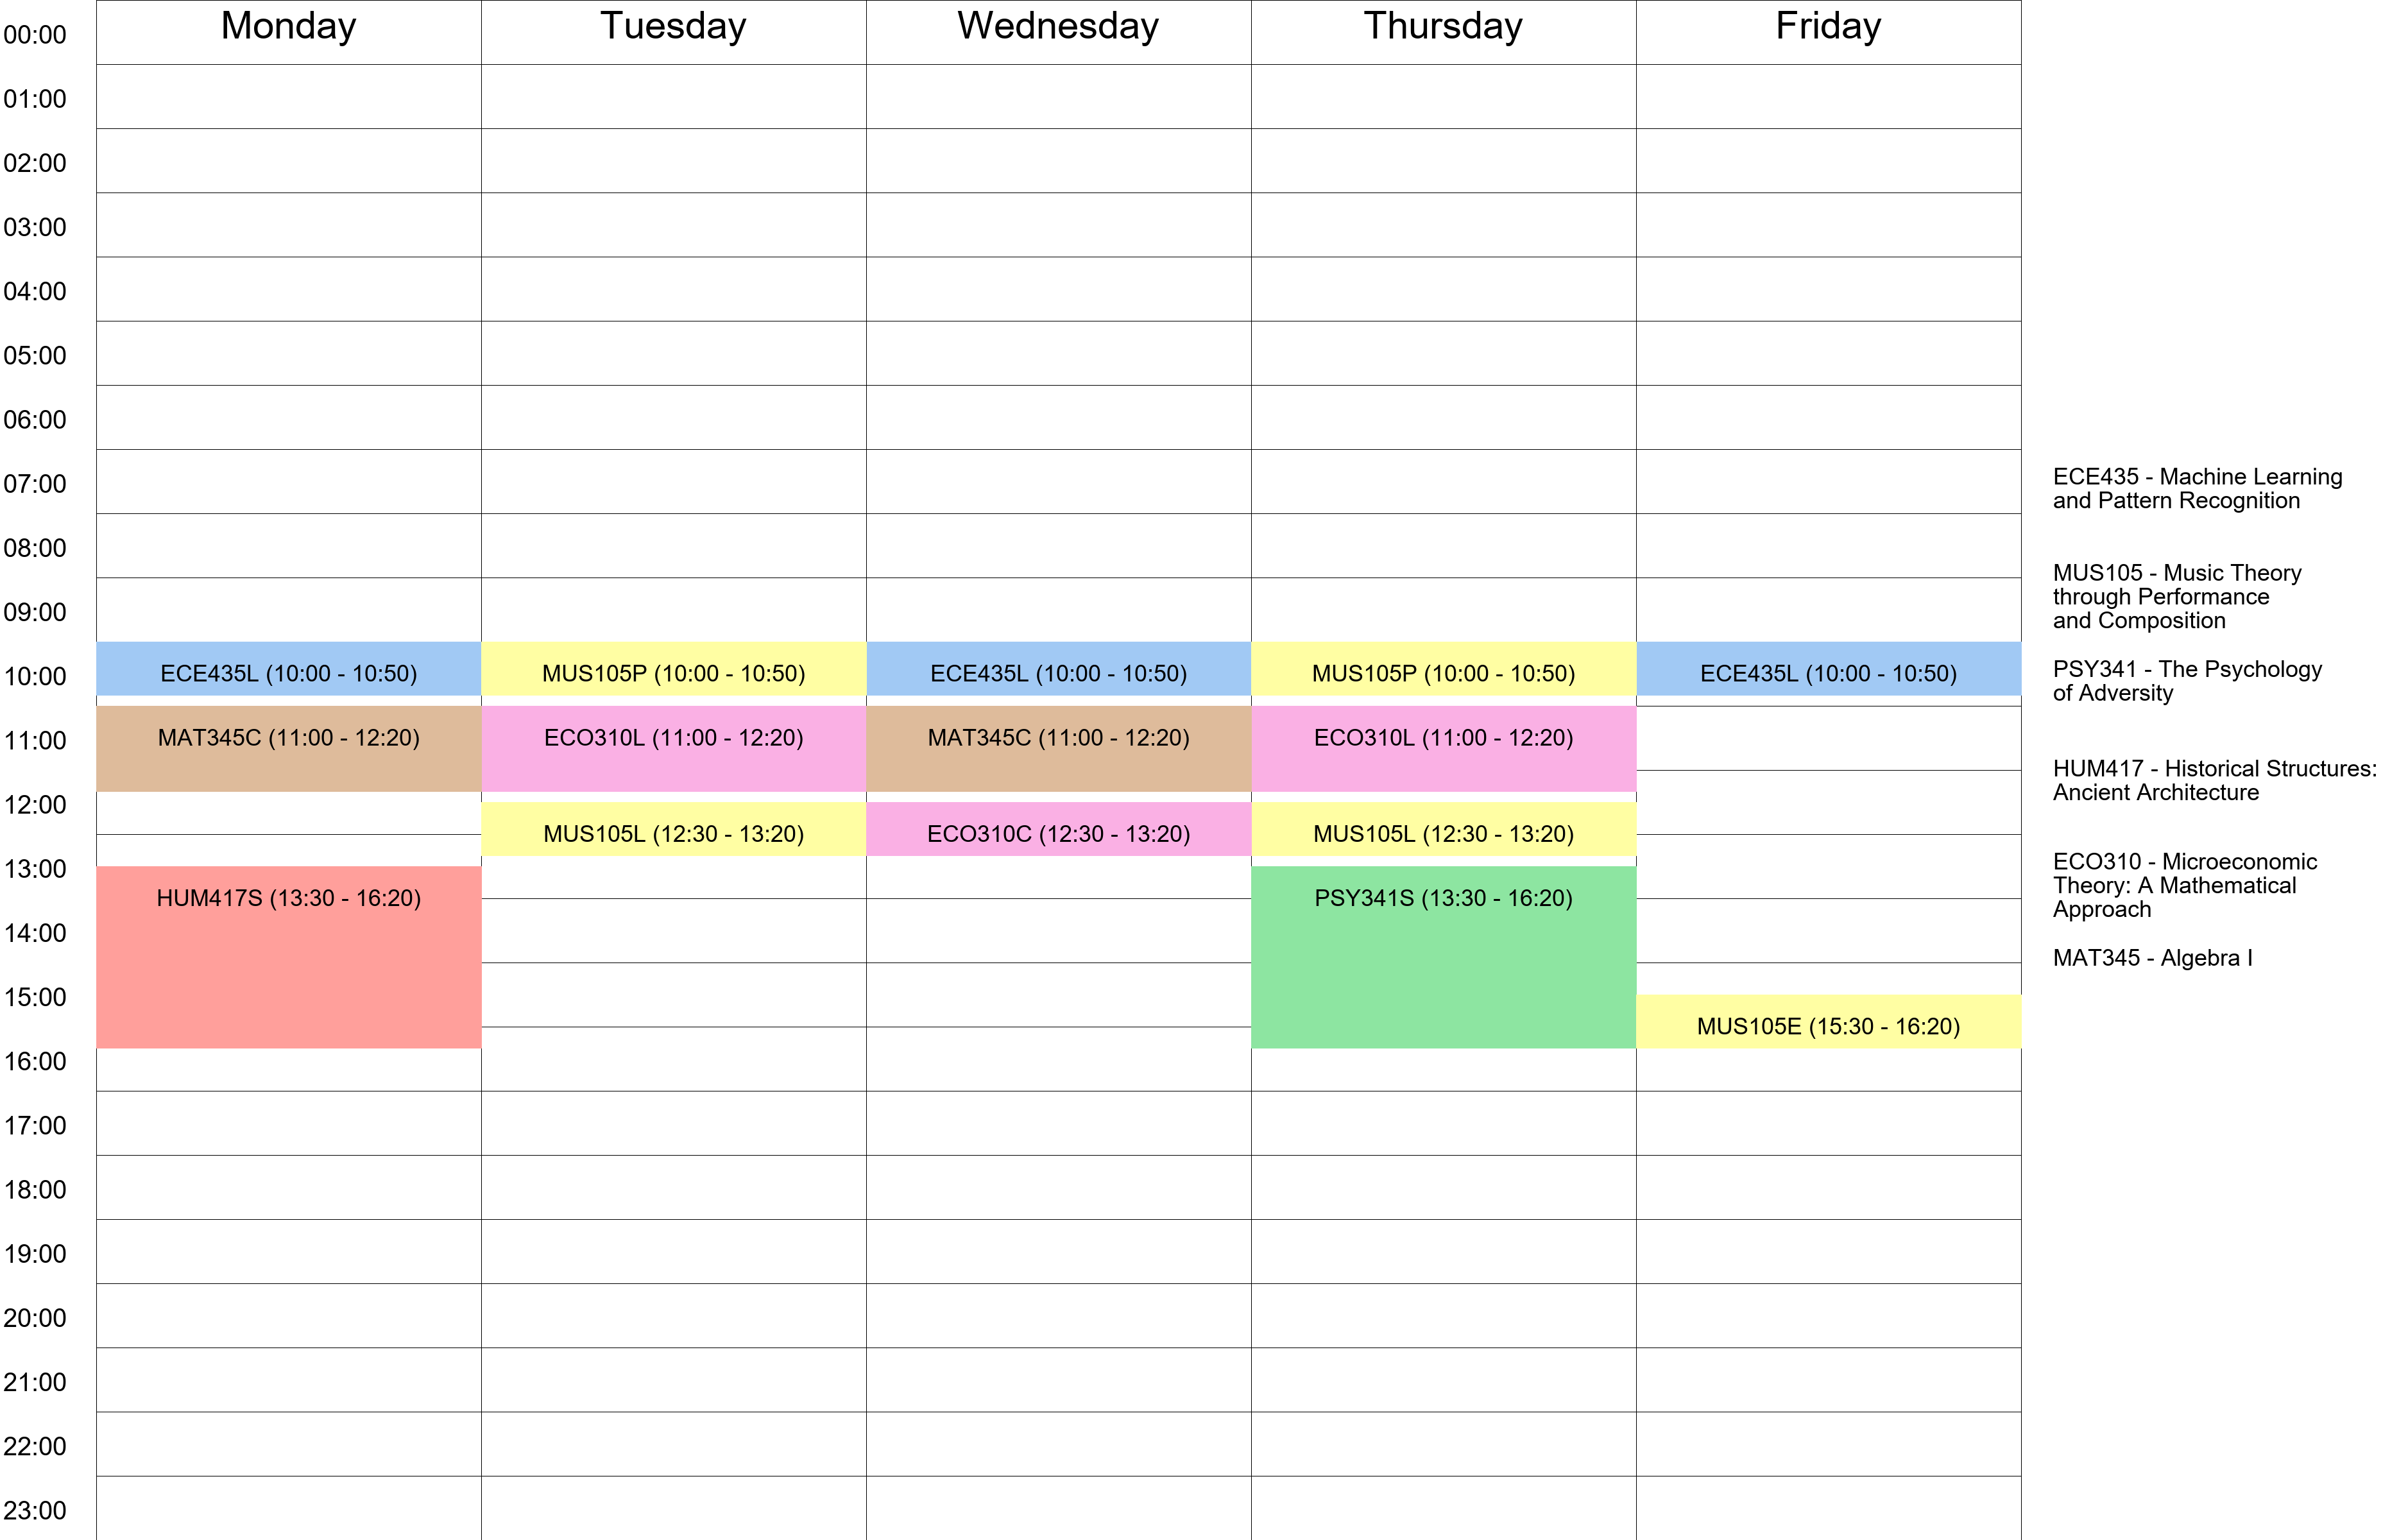 Monday Tuesday Wednesday Thursday Friday
00:00
01:00
02:00
03:00
04:00
05:00
06:00
07:00
08:00
09:00
10:00 ECE435L (10:00 - 10:50) MUS105P (10:00 - 10:50) ECE435L (10:00 - 10:50) MUS105P (10:00 - 10:50) ECE435L (10:00 - 10:50)
11:00 MAT345C (11:00 - 12:20) ECO310L (11:00 - 12:20) MAT345C (11:00 - 12:20) ECO310L (11:00 - 12:20)
12:00
MUS105L (12:30 - 13:20) ECO310C (12:30 - 13:20) MUS105L (12:30 - 13:20)
13:00
HUM417S (13:30 - 16:20) PSY341S (13:30 - 16:20)
14:00
15:00
MUS105E (15:30 - 16:20)
16:00
17:00
18:00
19:00
20:00
21:00
22:00
23:00
ECE435 - Machine Learning
and Pattern Recognition
MUS105 - Music Theory
through Performance
and Composition
PSY341 - The Psychology
of Adversity
HUM417 - Historical Structures:
Ancient Architecture
ECO310 - Microeconomic
Theory: A Mathematical
Approach
MAT345 - Algebra I